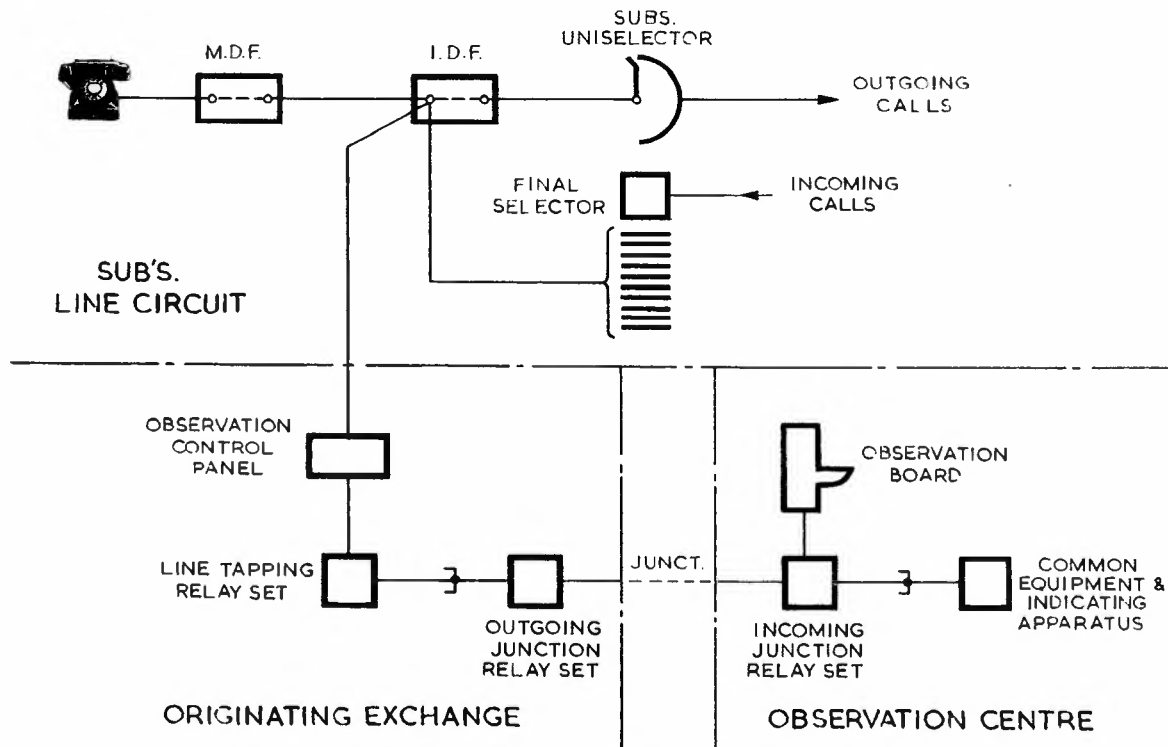 SUBS.
UNISELECTOR
M.D.F.
I.D.F.
OUTGOING
CALLS
FINAL
SELECTOR
INCOMING
CALLS
SUB'S.
LINE CIRCUIT
OBSERVATION
CONTROL
PANEL
OBSERVATION
BOARD
LINE TAPPING
RELAY SET
JUNCT.
COMMON
EQUIPMENT &
INDICATING
APPARATUS
OUTGOING
JUNCTION
RELAY SET
INCOMING
JUNCTION
RELAY SET
ORIGINATING EXCHANGE
OBSERVATION CENTRE